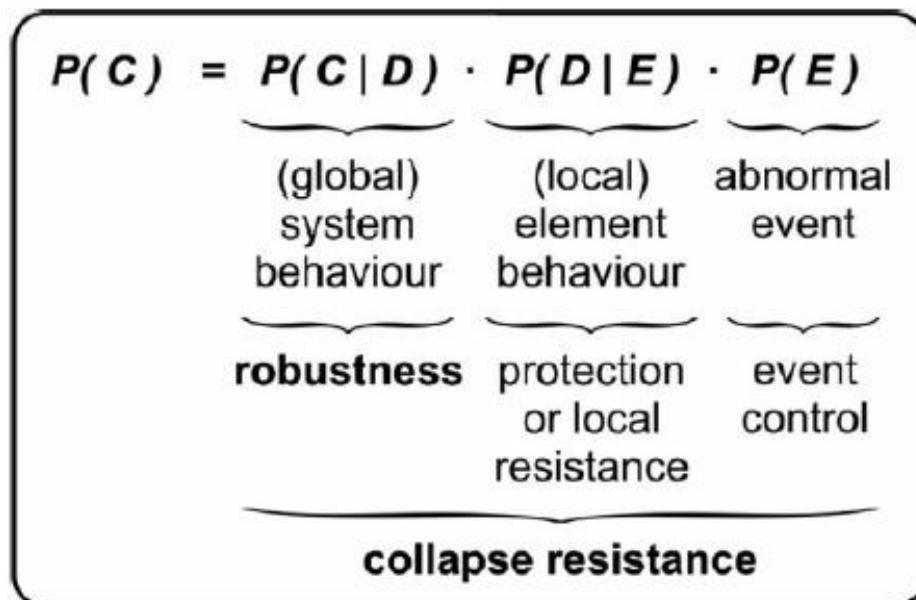 P( C ) = P( C | D ) · P( D | E ) · P( E )
(global) (local) abnormal
system element event
behaviour behaviour
robustness protection event
or local control
resistance
collapse resistance